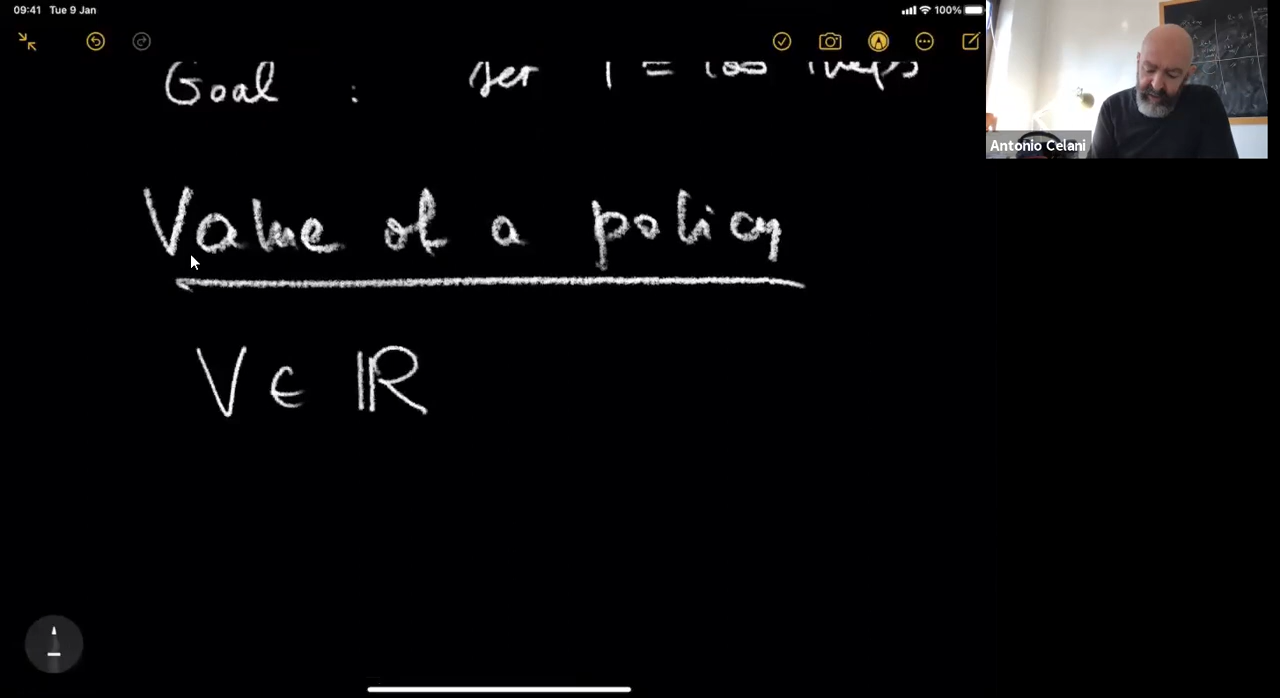 09:41 Tue 9 Jan 100%
Goal :
Antonio Celani
Value of a policy
V ∈ ℝ